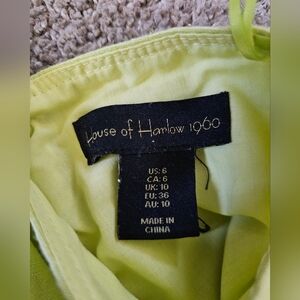 House of Harlow 1960
US: 6
CA: 6
UK: 10
EU: 36
AU: 10
MADE IN
CHINA